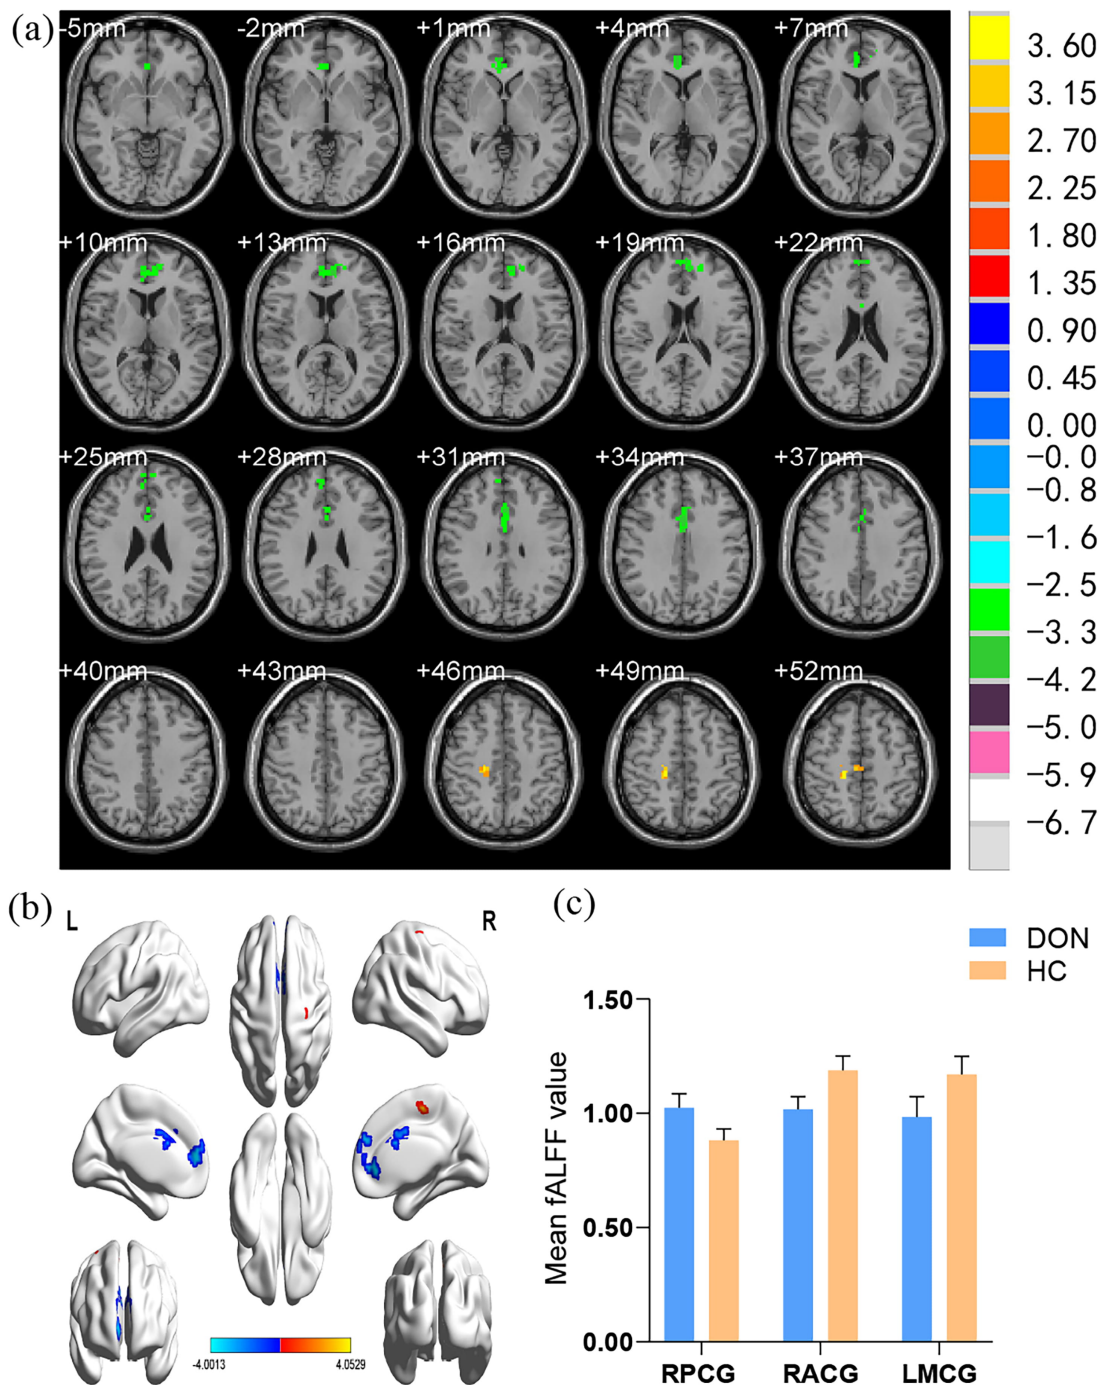 (a)
-5mm -2mm +1mm +4mm +7mm
+10mm +13mm +16mm +19mm +22mm
+25mm +28mm +31mm +34mm +37mm
+40mm +43mm +46mm +49mm +52mm
3.60
3.15
2.70
2.25
1.80
1.35
0.90
0.45
0.00
-0.0
-0.8
-1.6
-2.5
-3.3
-4.2
-5.0
-5.9
-6.7
(b)
L R
-4.0013 4.0529
(c)
DON
HC
Mean fALFF value
1.50
1.00
0.50
0.00
RPCG RACG LMCG